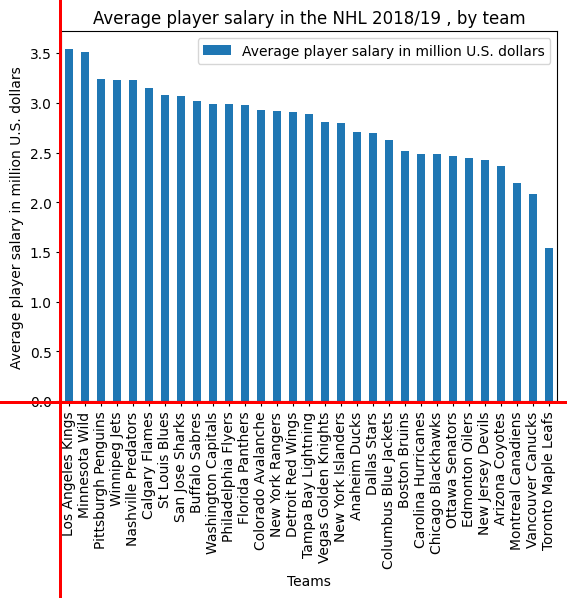 Average player salary in the NHL 2018/19 , by team
Average player salary in million U.S. dollars
Average player salary in million U.S. dollars
3.5
3.0
2.5
2.0
1.5
1.0
0.5
0.0
Los Angeles Kings
Minnesota Wild
Pittsburgh Penguins
Winnipeg Jets
Nashville Predators
Calgary Flames
St Louis Blues
San Jose Sharks
Buffalo Sabres
Washington Capitals
Philadelphia Flyers
Florida Panthers
Colorado Avalanche
New York Rangers
Detroit Red Wings
Tampa Bay Lightning
Vegas Golden Knights
New York Islanders
Anaheim Ducks
Dallas Stars
Columbus Blue Jackets
Boston Bruins
Carolina Hurricanes
Chicago Blackhawks
Ottawa Senators
Edmonton Oilers
New Jersey Devils
Arizona Coyotes
Montreal Canadiens
Vancouver Canucks
Toronto Maple Leafs
Teams